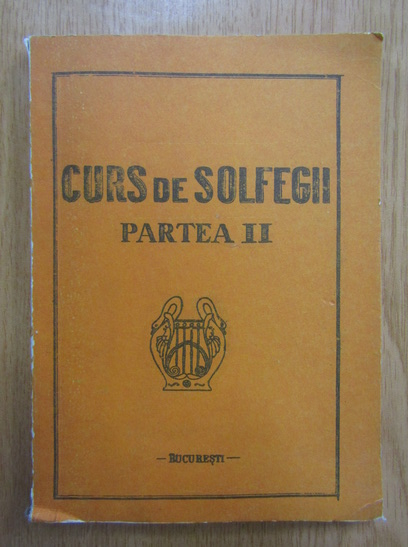 CURS DE SOLFEGII
PARTEA II
— BUCUREȘTI —